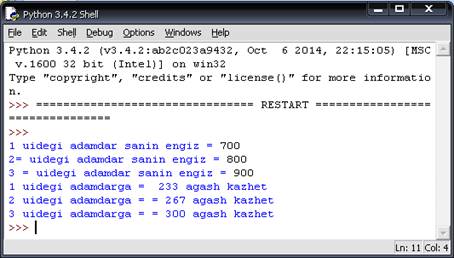 Python 3.4.2 Shell
File Edit Shell Debug Options Windows Help
Python 3.4.2 (v3.4.2:ab2c023a9432, Oct  6 2014, 22:15:05) [MSC
 v.1600 32 bit (Intel)] on win32
Type "copyright", "credits" or "license()" for more informatio
n.
>>> ================================ RESTART =================
===============
>>>
1 uidegi adamdar sanin engiz = 700
2= uidegi adamdar sanin engiz = 800
3 = uidegi adamdar sanin engiz = 900
1 uidegi adamdarga =  233 agash kazhet
2 uidegi adamdarga = = 267 agash kazhet
3 uidegi adamdarga = = 300 agash kazhet
>>>
Ln: 11 Col: 4